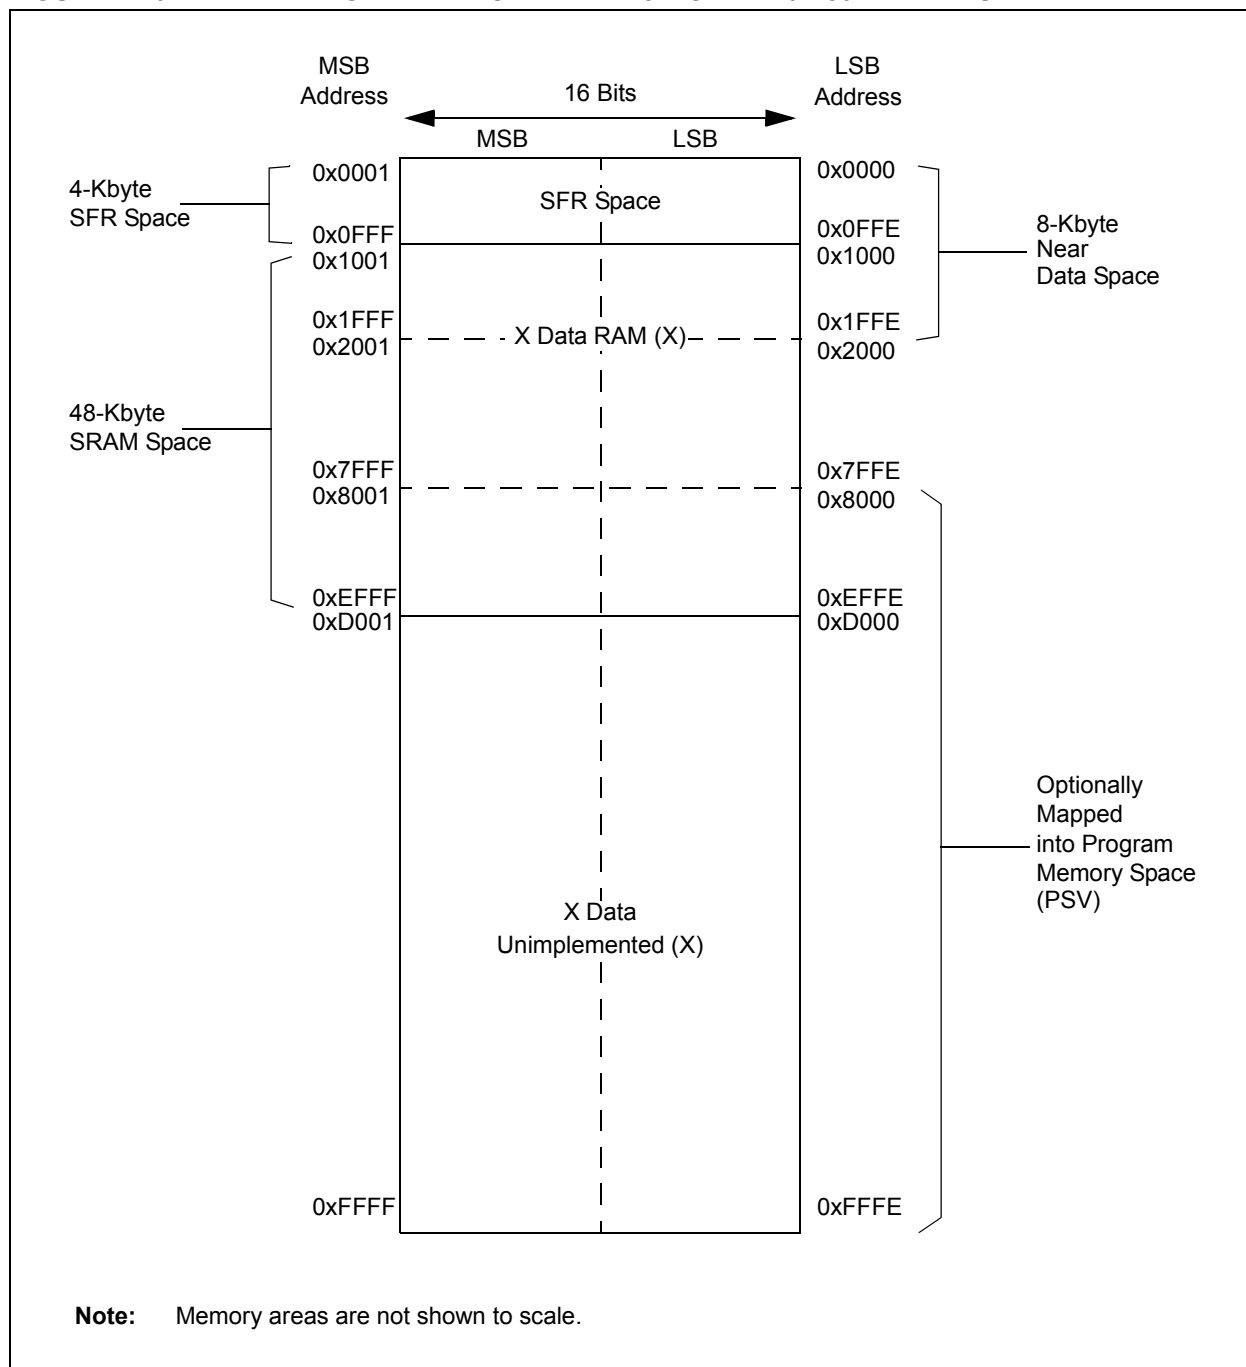 MSB
Address
LSB
Address
16 Bits
MSB
LSB
4-Kbyte
SFR Space
0x0001
0x0FFF
0x1001
SFR Space
0x0000
0x0FFE
0x1000
8-Kbyte
Near
Data Space
0x1FFF
0x2001
X Data RAM (X)
0x1FFE
0x2000
48-Kbyte
SRAM Space
0x7FFF
0x8001
0x7FFE
0x8000
0xEFFF
0xD001
0xEFFE
0xD000
Optionally
Mapped
into Program
Memory Space
(PSV)
X Data
Unimplemented (X)
0xFFFF
0xFFFE
Note: Memory areas are not shown to scale.